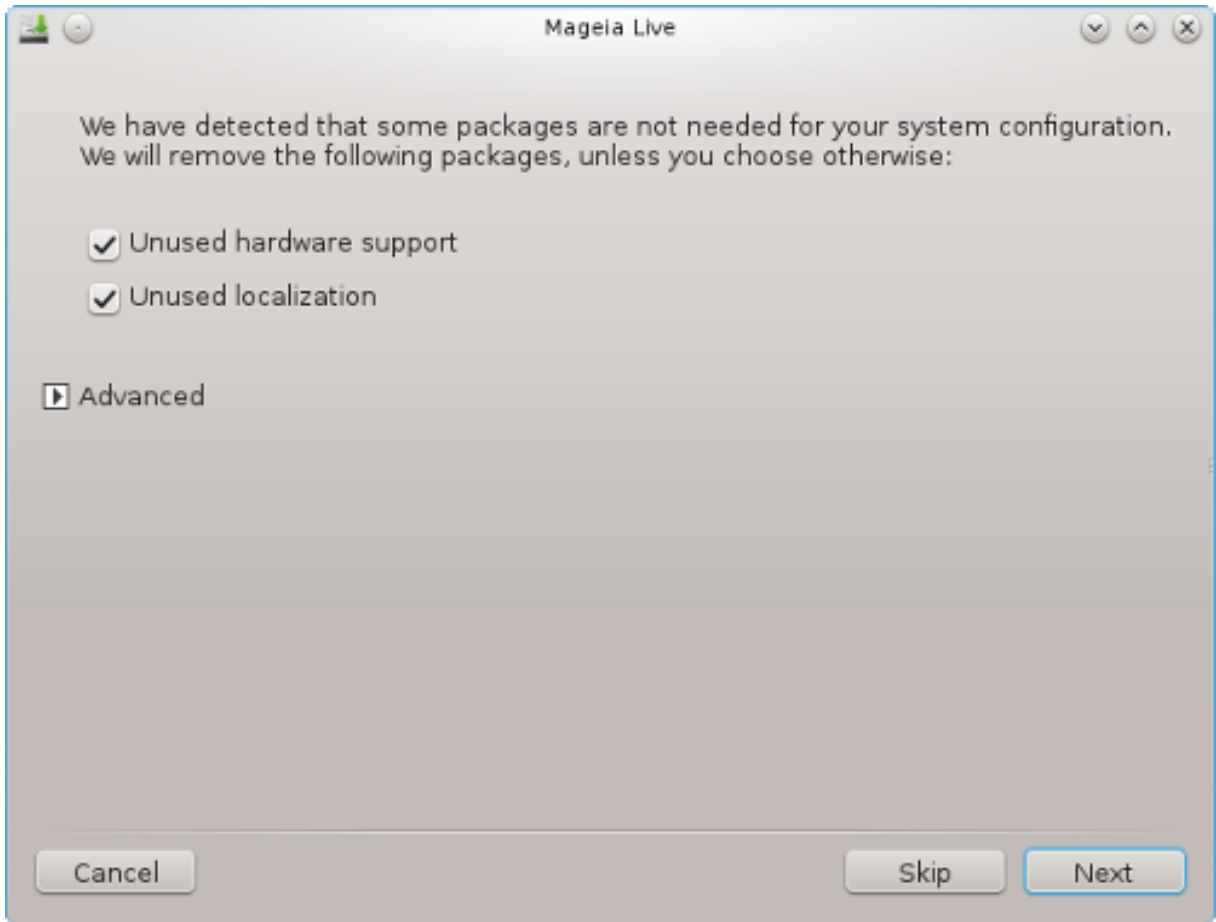 Mageia Live
We have detected that some packages are not needed for your system configuration.
We will remove the following packages, unless you choose otherwise:
Unused hardware support
Unused localization
Advanced
Cancel
Skip
Next